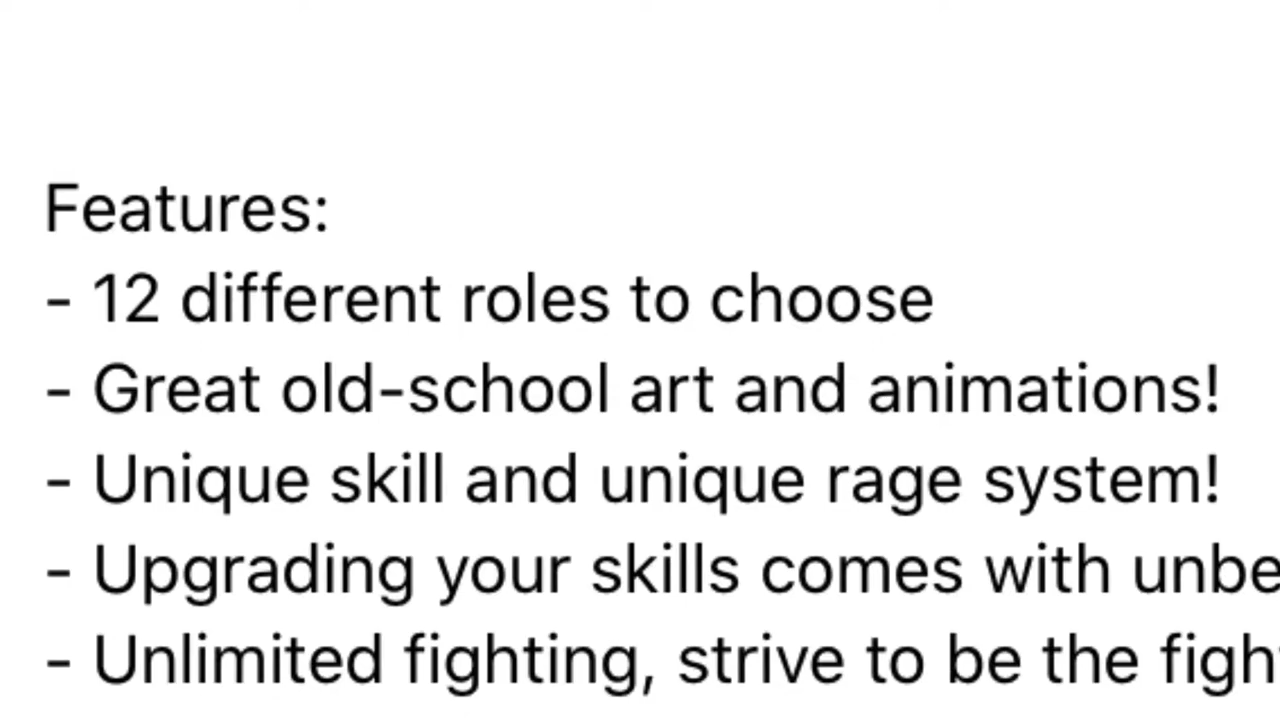 Features:
- 12 different roles to choose
- Great old-school art and animations!
- Unique skill and unique rage system!
- Upgrading your skills comes with
- Unlimited fighting, strive to be the